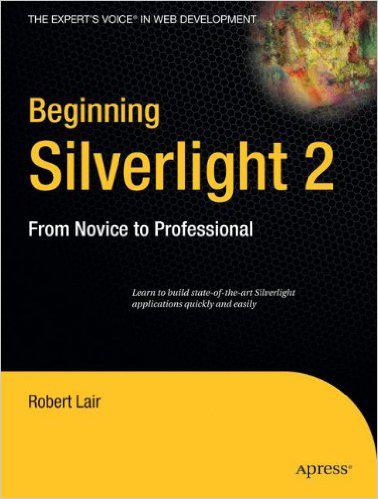 THE EXPERT'S VOICE® IN WEB DEVELOPMENT
Beginning
Silverlight 2
From Novice to Professional
Learn to build state-of-the-art Silverlight
applications quickly and easily
Robert Lair
Apress®